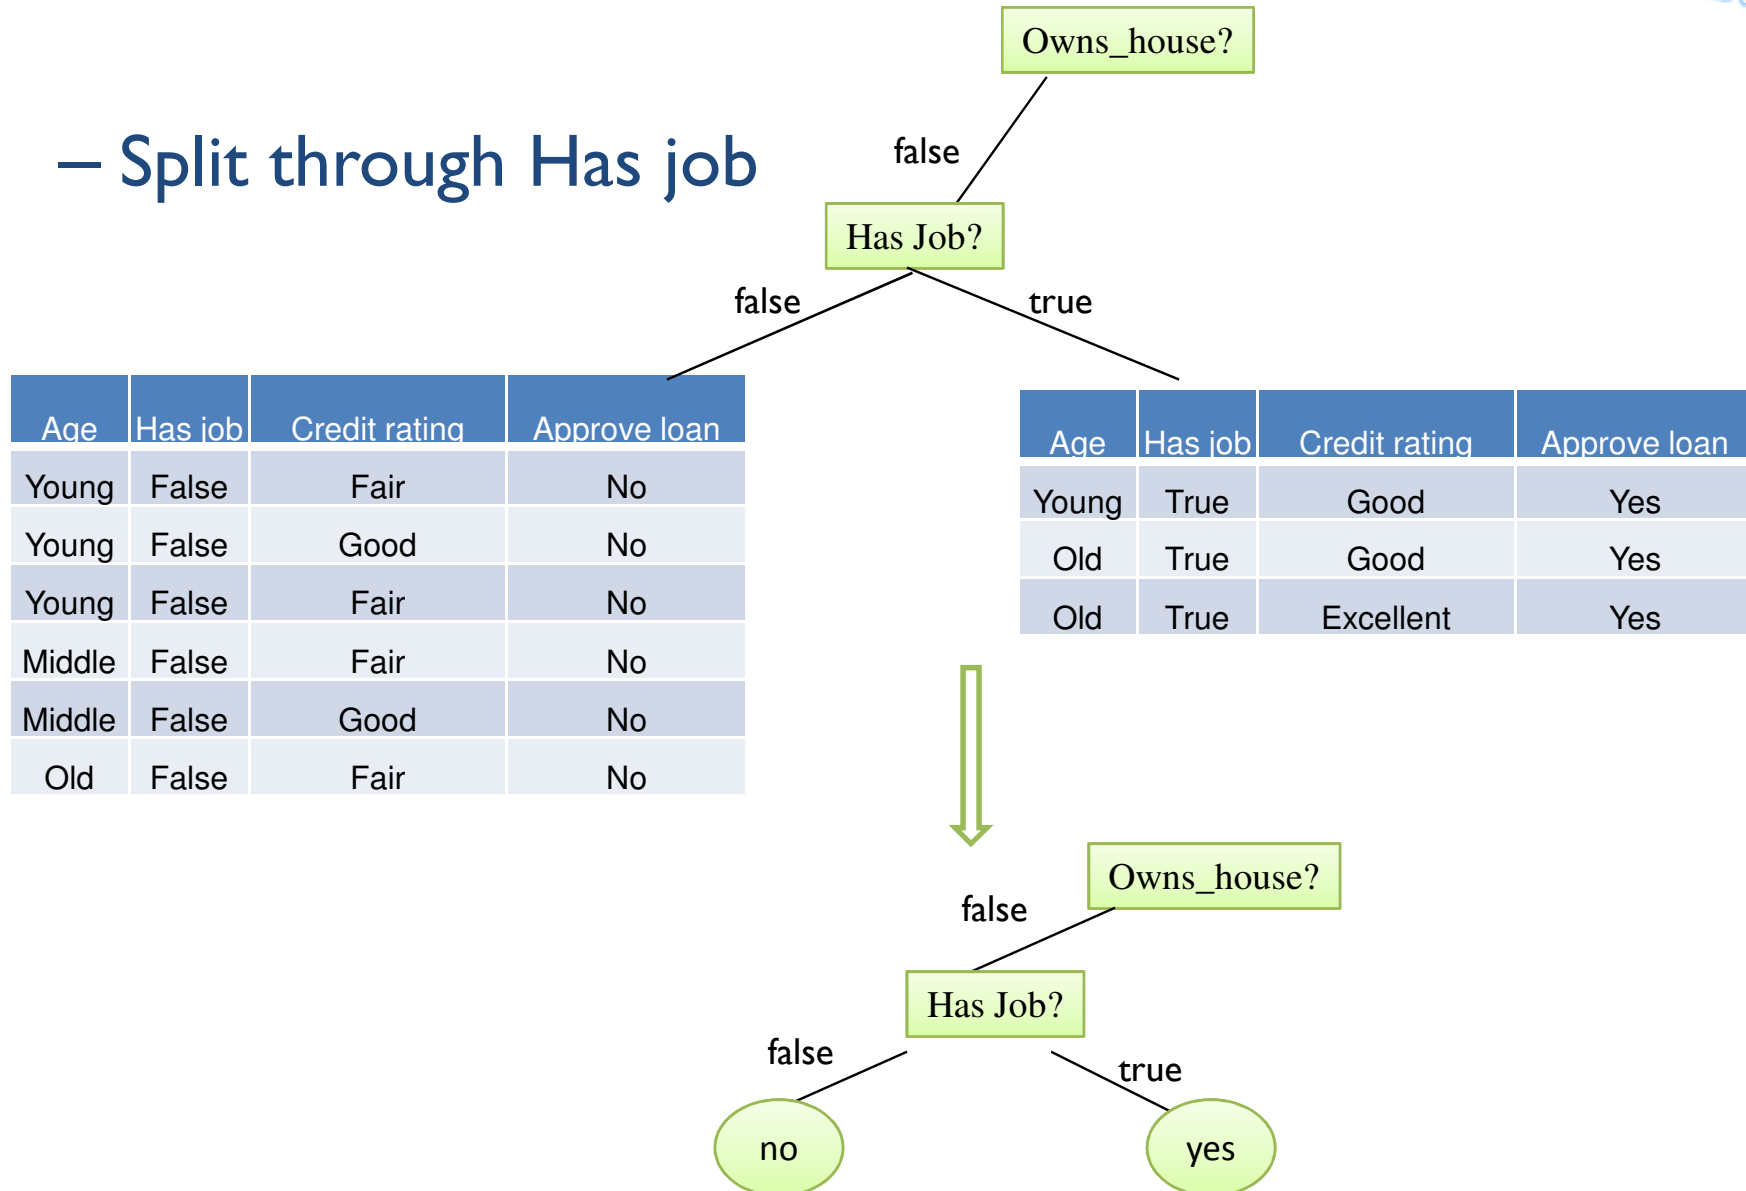 Owns_house?
– Split through Has job
false
Has Job?
false
true
Age Has job Credit rating Approve loan
Young False Fair No
Young False Good No
Young False Fair No
Middle False Fair No
Middle False Good No
Old False Fair No
Age Has job Credit rating Approve loan
Young True Good Yes
Old True Good Yes
Old True Excellent Yes
Owns_house?
false
Has Job?
false
true
no
yes